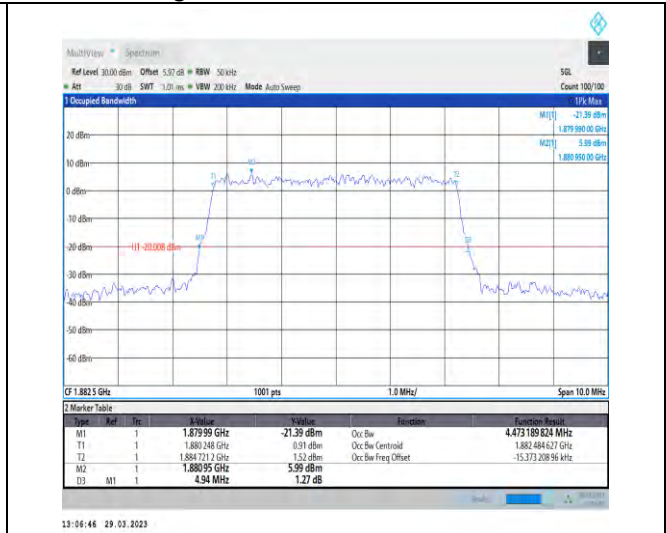 MultiView Spectrum
Ref Level 30.00 dBm Offset 5.97 dB RBW 50 kHz SGL
Att 30 dB SWT 1.01 ms VBW 200 kHz Mode Auto Sweep Count 100/100
1 Occupied Bandwidth 1Pk Max
M1[1] -21.39 dBm
1.879 990 00 GHz
M2[1] 5.99 dBm
1.880 950 00 GHz
20 dBm
10 dBm
M2
T1 T2
0 dBm
-10 dBm
M1 D3
-20 dBm H1 -20.008 dBm
-30 dBm
-40 dBm
-50 dBm
-60 dBm
CF 1.882 5 GHz 1001 pts 1.0 MHz/ Span 10.0 MHz
2 Marker Table
Type Ref Trc X-Value Y-Value Function Function Result
M1 1 1.879 99 GHz -21.39 dBm Occ Bw 4.473 189 824 MHz
T1 1 1.880 248 GHz 0.91 dBm Occ Bw Centroid 1.882 484 627 GHz
T2 1 1.884 721 2 GHz 1.52 dBm Occ Bw Freq Offset -15.373 208 96 kHz
M2 1 1.880 95 GHz 5.99 dBm
D3 M1 1 4.94 MHz 1.27 dB
13:06:46 29.03.2023